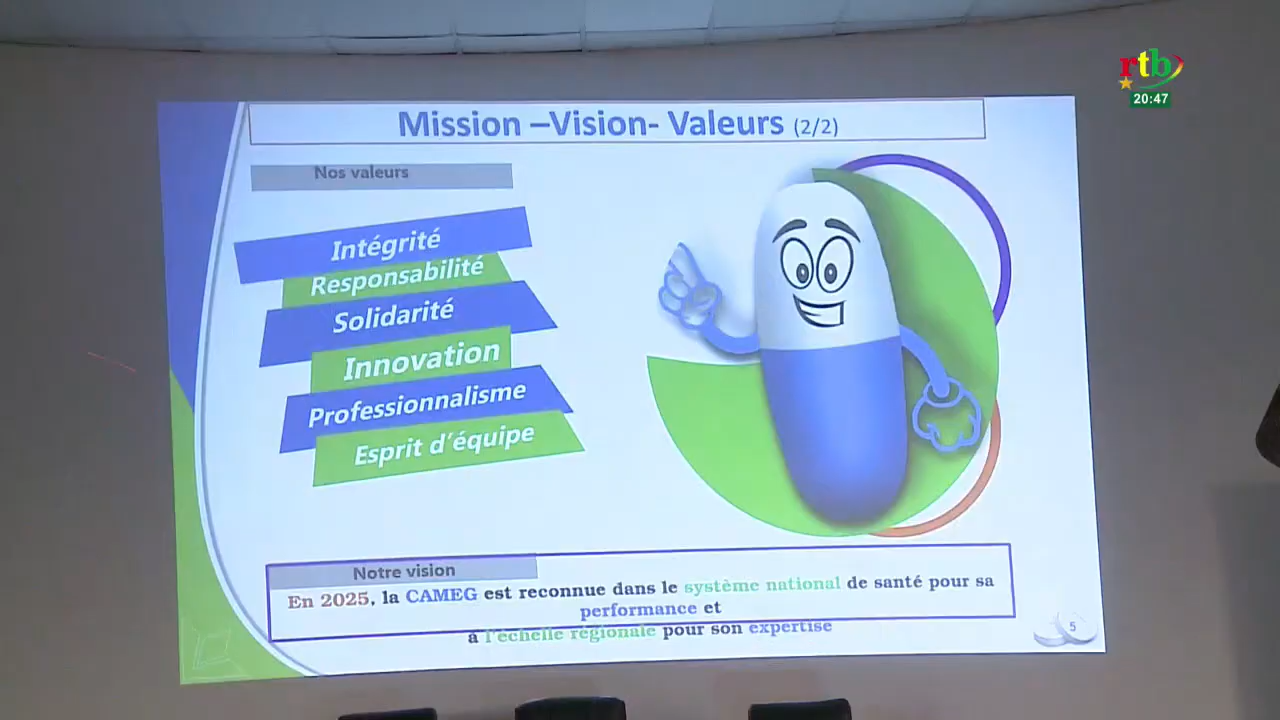 rtb
20:47
Mission –Vision- Valeurs (2/2)
Nos valeurs
Intégrité
Responsabilité
Solidarité
Innovation
Professionnalisme
Esprit d'équipe
Notre vision
En 2025, la CAMEG est reconnue dans le système national de santé pour sa
performance et
à l'échelle régionale pour son expertise
5